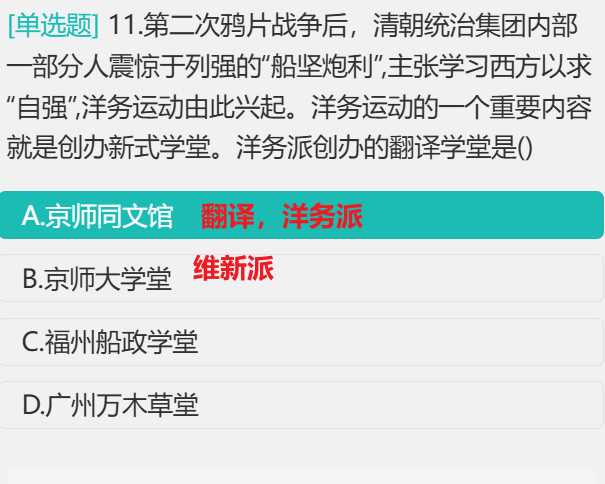 [单选题] 11.第二次鸦片战争后，清朝统治集团内部
一部分人震惊于列强的“船坚炮利”,主张学习西方以求
“自强”,洋务运动由此兴起。洋务运动的一个重要内容
就是创办新式学堂。洋务派创办的翻译学堂是()
A.京师同文馆 翻译，洋务派
B.京师大学堂 维新派
C.福州船政学堂
D.广州万木草堂